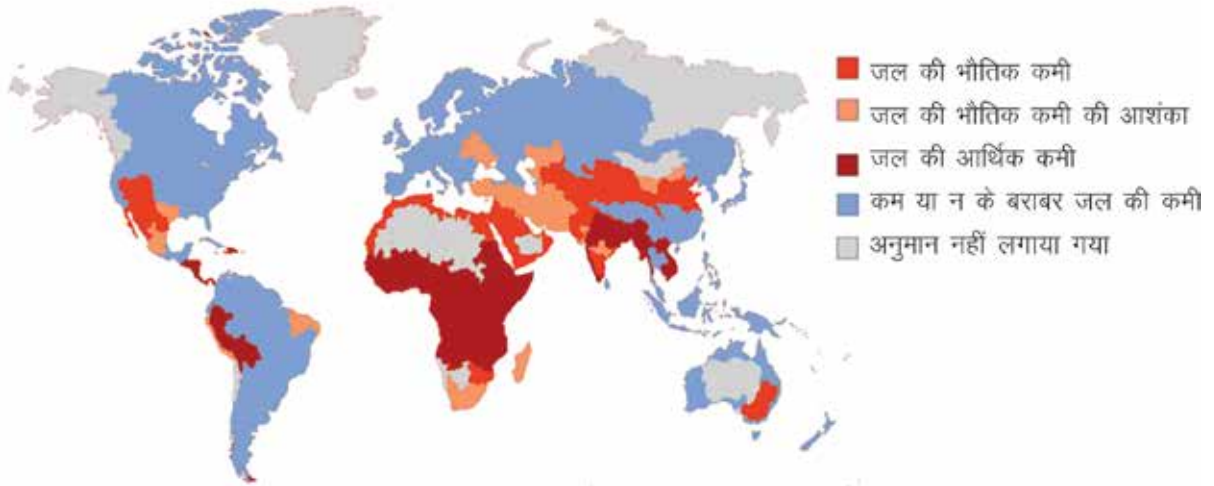 जल की भौतिक कमी
जल की भौतिक कमी की आशंका
जल की आर्थिक कमी
कम या न के बराबर जल की कमी
अनुमान नहीं लगाया गया